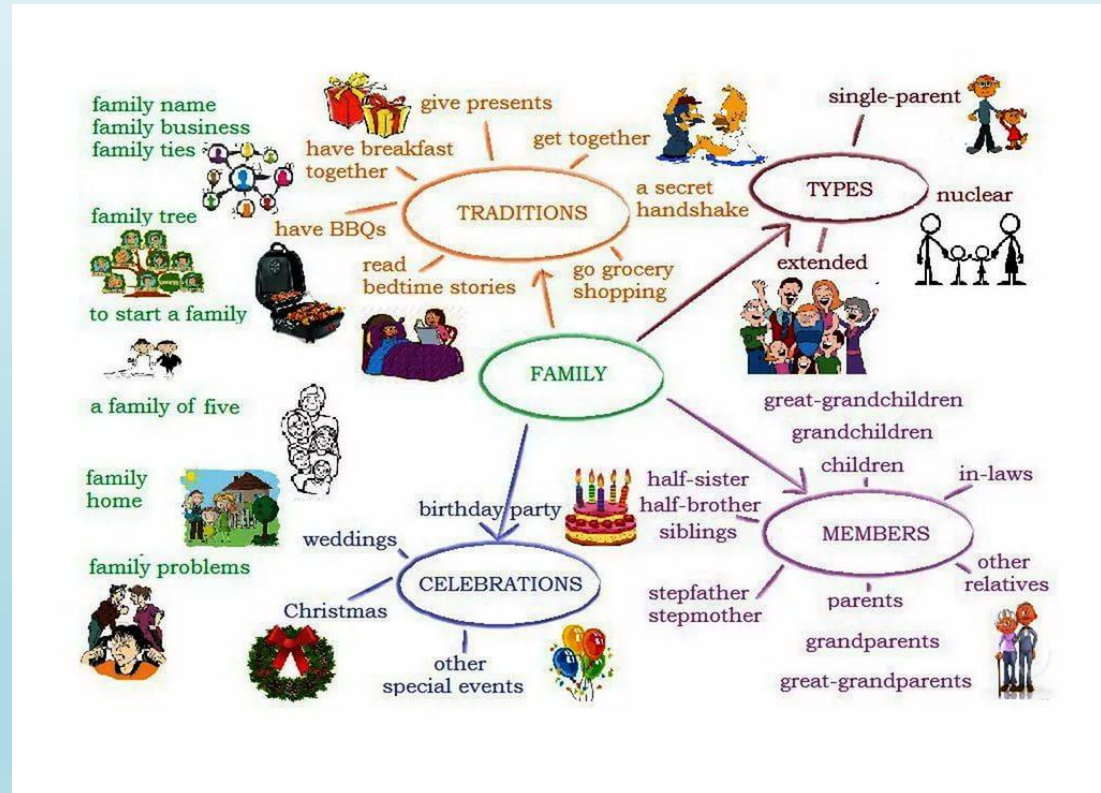 family name
family business
family ties
family tree
to start a family
a family of five
family
home
family problems
give presents
get together
have breakfast
together
a secret
handshake
TRADITIONS
have BBQs
read
bedtime stories
go grocery
shopping
single-parent
TYPES
nuclear
extended
FAMILY
great-grandchildren
grandchildren
children
in-laws
half-sister
half-brother
siblings
MEMBERS
other
relatives
stepfather
stepmother
parents
grandparents
great-grandparents
birthday party
weddings
CELEBRATIONS
Christmas
other
special events